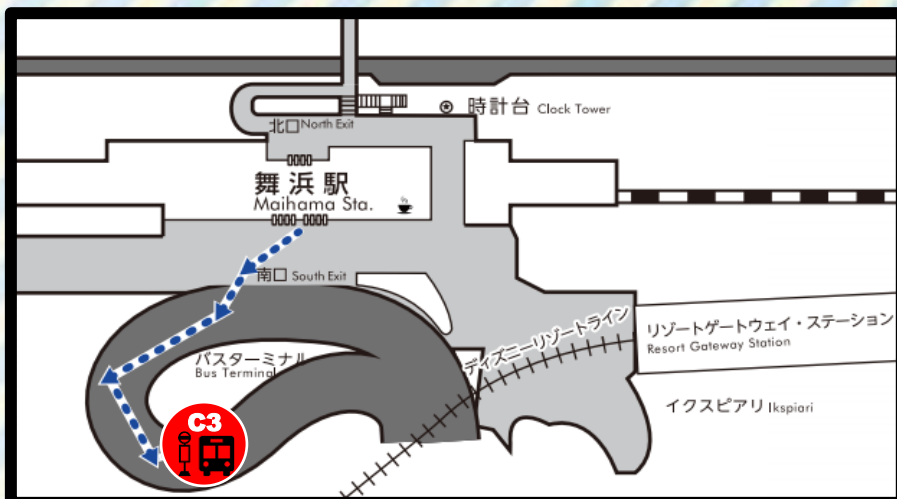 時計台 Clock Tower
北口 North Exit
舞浜駅
Maihama Sta.
南口 South Exit
ディズニーリゾートライン
リゾートゲートウェイ・ステーション
Resort Gateway Station
バスターミナル
Bus Terminal
イクスピアリ Ikspiari
C3